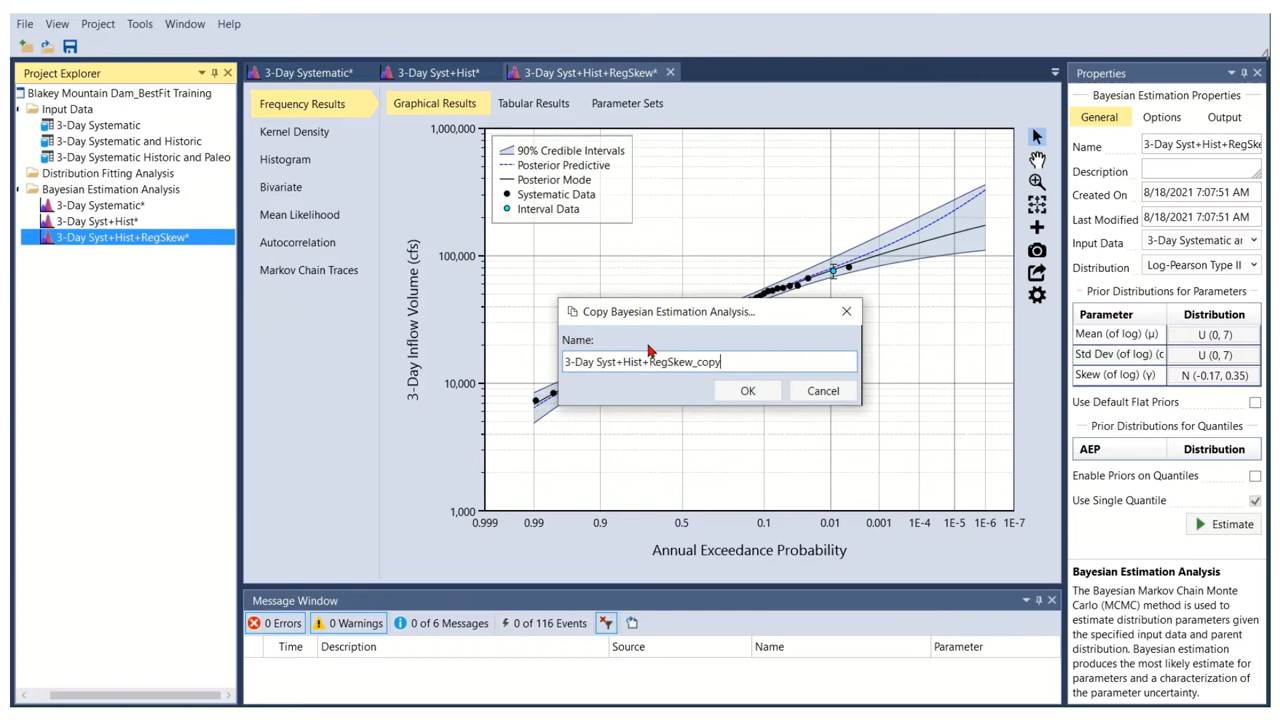 File View Project Tools Window Help
Project Explorer
Blakey Mountain Dam_BestFit Training
Input Data
3-Day Systematic
3-Day Systematic and Historic
3-Day Systematic Historic and Paleo
Distribution Fitting Analysis
Bayesian Estimation Analysis
3-Day Systematic*
3-Day Syst+Hist*
3-Day Syst+Hist+RegSkew*
3-Day Systematic* 3-Day Syst+Hist* 3-Day Syst+Hist+RegSkew*
Frequency Results
Kernel Density
Histogram
Bivariate
Mean Likelihood
Autocorrelation
Markov Chain Traces
Graphical Results Tabular Results Parameter Sets
1,000,000
100,000
10,000
1,000
3-Day Inflow Volume (cfs)
90% Credible Intervals
Posterior Predictive
Posterior Mode
Systematic Data
Interval Data
0.999 0.99 0.9 0.5 0.1 0.01 0.001 1E-4 1E-5 1E-6 1E-7
Annual Exceedance Probability
Copy Bayesian Estimation Analysis...
Name:
3-Day Syst+Hist+RegSkew_copy
OK Cancel
Message Window
0 Errors 0 Warnings 0 of 6 Messages 0 of 116 Events
Time Description Source Name Parameter
Properties
Bayesian Estimation Properties
General Options Output
Name 3-Day Syst+Hist+RegSke
Description
Created On 8/18/2021 7:07:51 AM
Last Modified 8/18/2021 7:07:51 AM
Input Data 3-Day Systematic ar
Distribution Log-Pearson Type II
Prior Distributions for Parameters
Parameter Distribution
Mean (of log) (μ) U (0, 7)
Std Dev (of log) (σ U (0, 7)
Skew (of log) (γ) N (-0.17, 0.35)
Use Default Flat Priors
Prior Distributions for Quantiles
AEP Distribution
Enable Priors on Quantiles
Use Single Quantile
Estimate
Bayesian Estimation Analysis
The Bayesian Markov Chain Monte
Carlo (MCMC) method is used to
estimate distribution parameters given
the specified input data and parent
distribution. Bayesian estimation
produces the most likely estimate for
parameters and a characterization of
the parameter uncertainty.